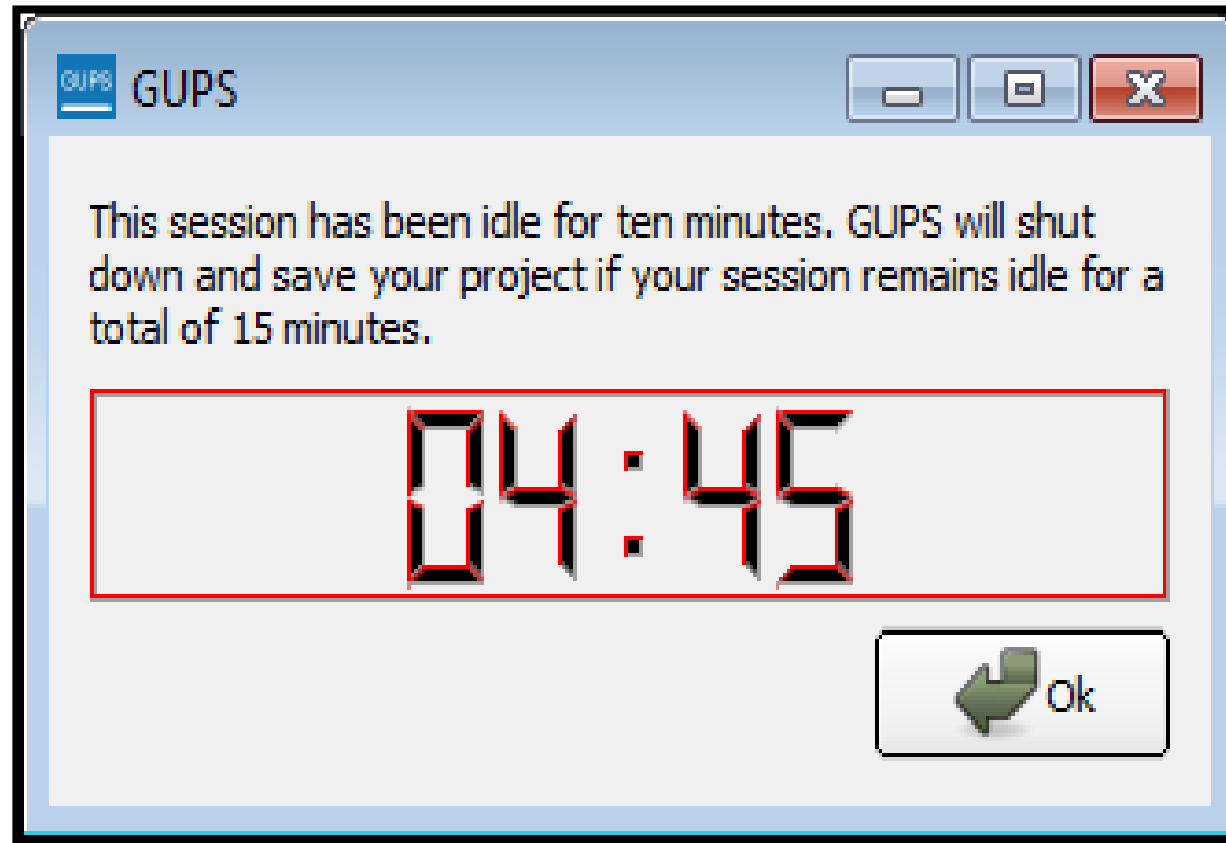 GUPS GUPS
This session has been idle for ten minutes. GUPS will shut
down and save your project if your session remains idle for a
total of 15 minutes.
04:45
Ok